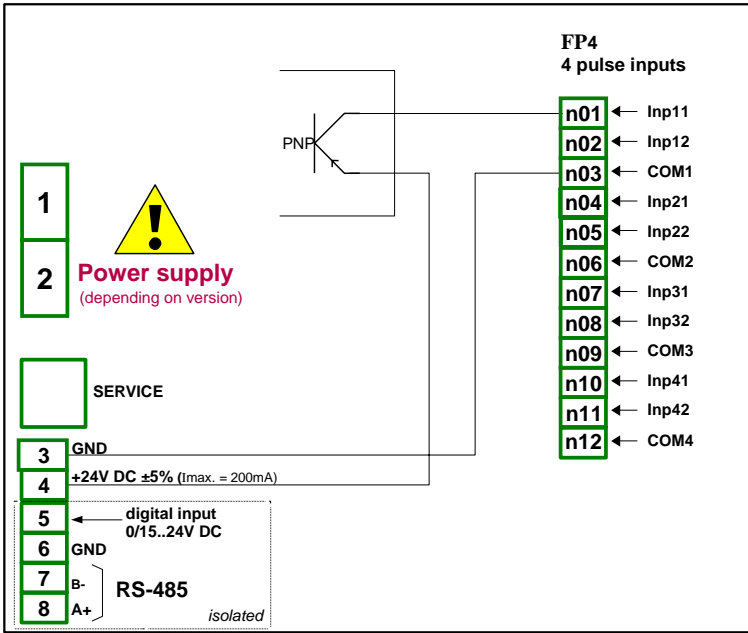 FP4
4 pulse inputs
n01 Inp11
n02 Inp12
n03 COM1
n04 Inp21
n05 Inp22
n06 COM2
n07 Inp31
n08 Inp32
n09 COM3
n10 Inp41
n11 Inp42
n12 COM4
PNP
1
2
!
Power supply
(depending on version)
SERVICE
3 GND
4 +24V DC ±5% (Imax. = 200mA)
5 digital input
0/15..24V DC
6 GND
7 B-
RS-485
8 A+
isolated